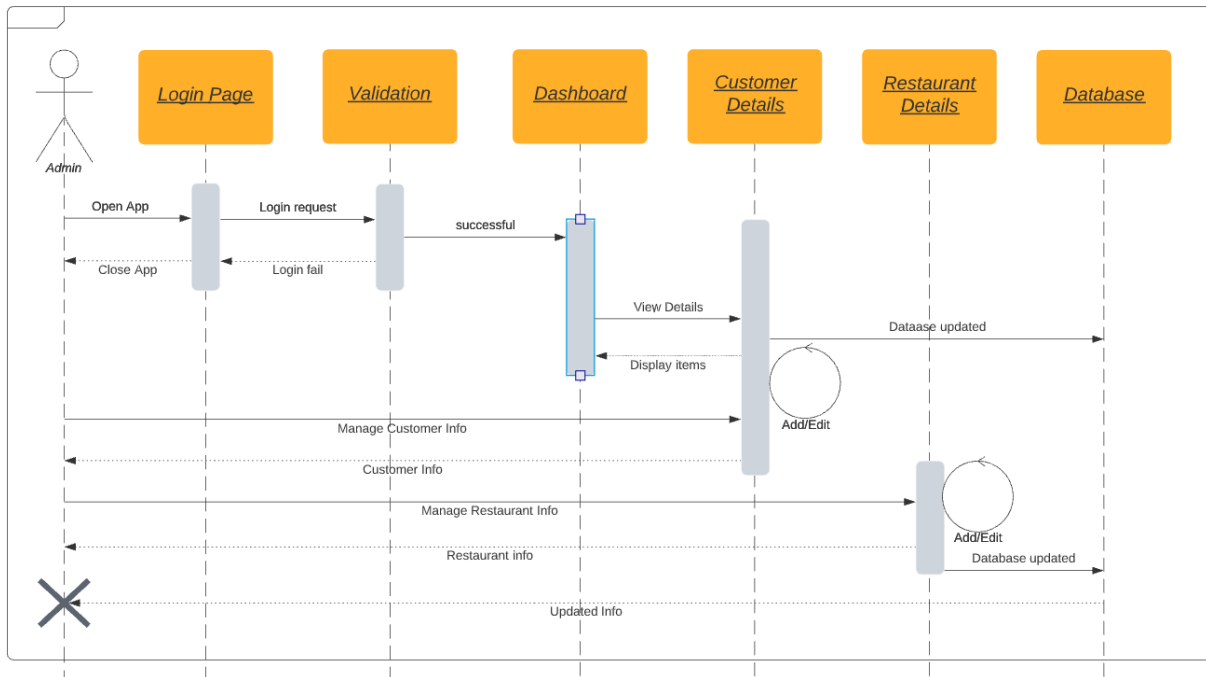 Login Page
Validation
Dashboard
Customer
Details
Restaurant
Details
Database
Admin
Open App
Login request
successful
Close App
Login fail
View Details
Dataase updated
Display items
Add/Edit
Manage Customer Info
Customer Info
Manage Restaurant Info
Add/Edit
Restaurant info
Database updated
Updated Info